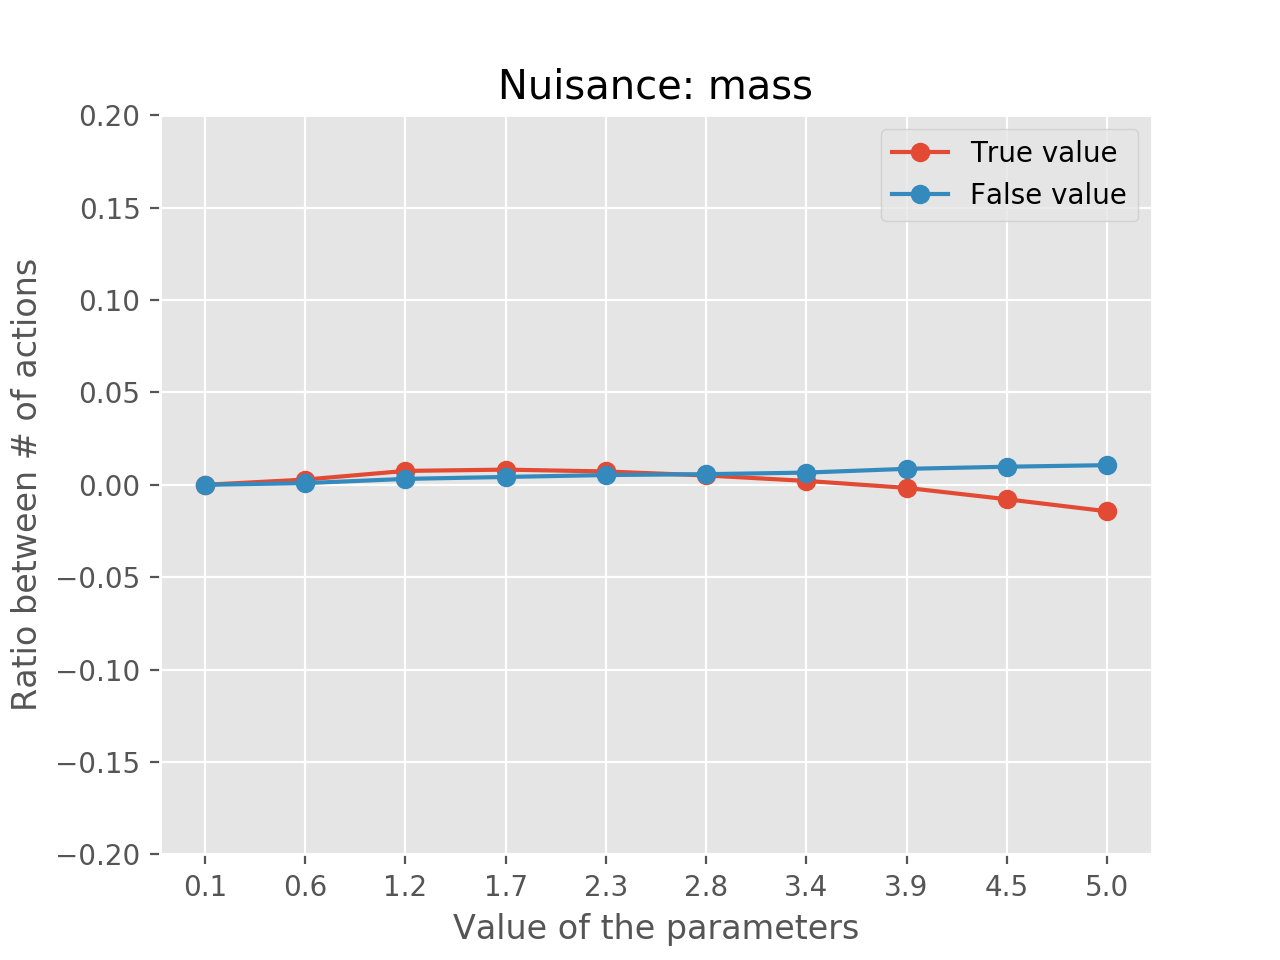 Nuisance: mass
True value
False value
Ratio between # of actions
0.20
0.15
0.10
0.05
0.00
−0.05
−0.10
−0.15
−0.20
0.1 0.6 1.2 1.7 2.3 2.8 3.4 3.9 4.5 5.0
Value of the parameters